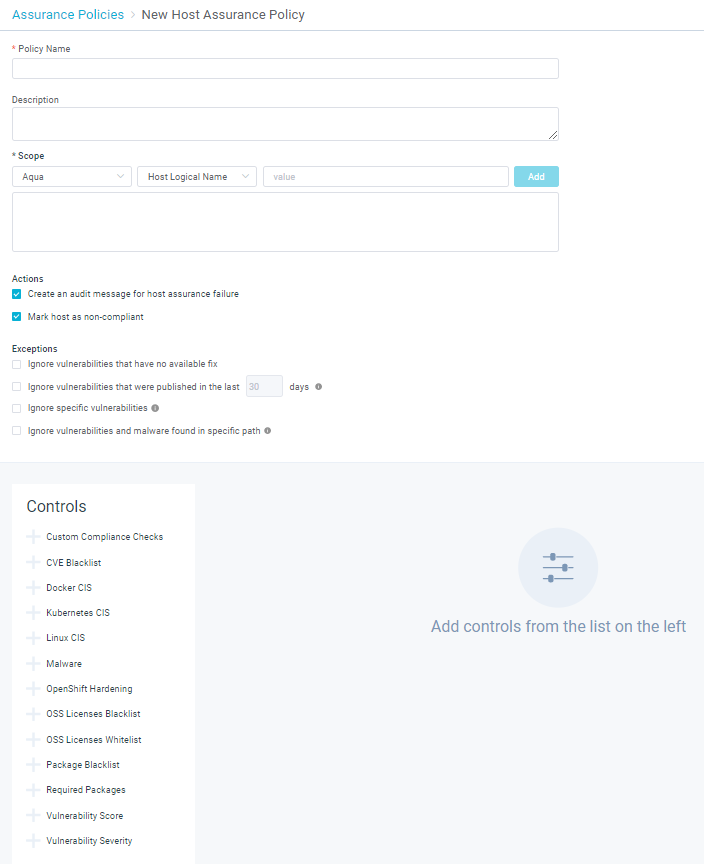 Assurance Policies › New Host Assurance Policy
* Policy Name
Description
* Scope
Aqua Host Logical Name value Add
Actions
Create an audit message for host assurance failure
Mark host as non-compliant
Exceptions
Ignore vulnerabilities that have no available fix
Ignore vulnerabilities that were published in the last 30 days
Ignore specific vulnerabilities
Ignore vulnerabilities and malware found in specific path
Controls
Custom Compliance Checks
CVE Blacklist
Docker CIS
Kubernetes CIS
Linux CIS
Malware
OpenShift Hardening
OSS Licenses Blacklist
OSS Licenses Whitelist
Package Blacklist
Required Packages
Vulnerability Score
Vulnerability Severity
Add controls from the list on the left